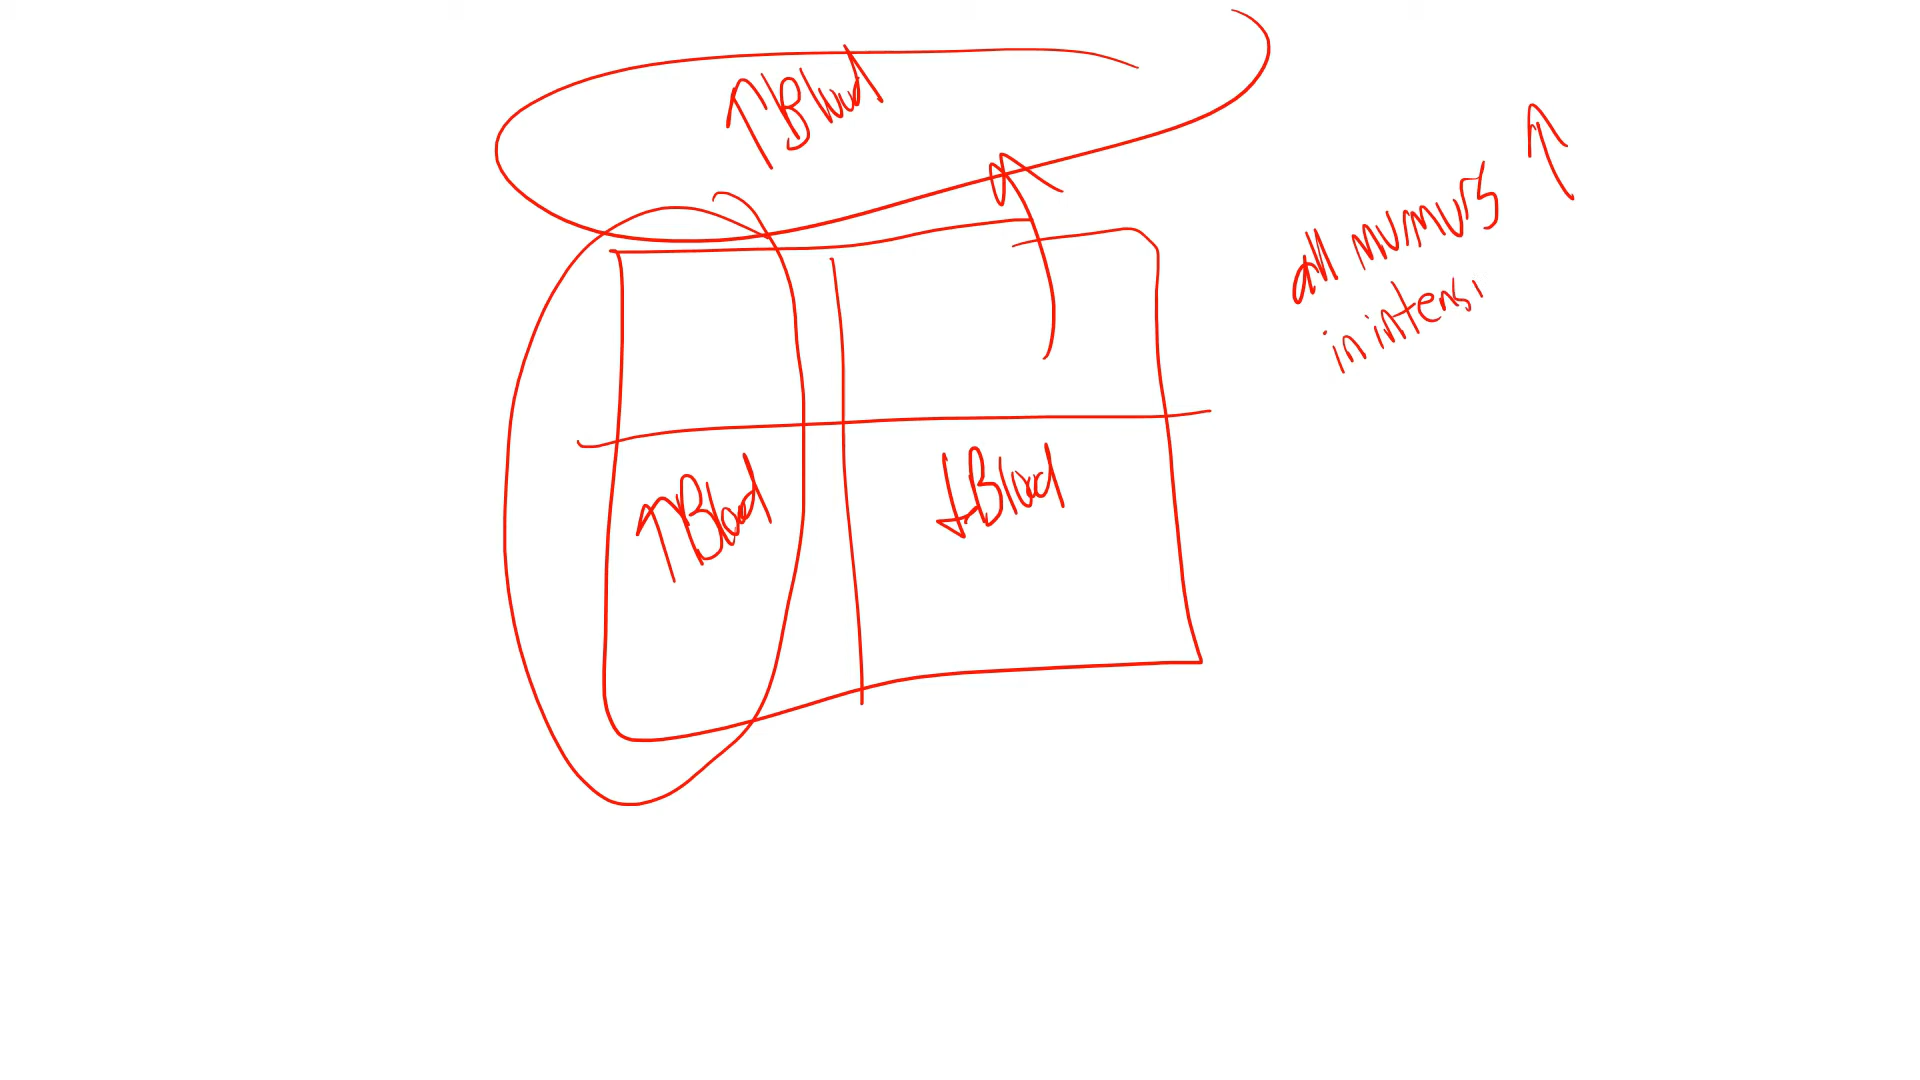 ↑Blood
all murmurs ↑
in intensi
↑Blood
↓Blood